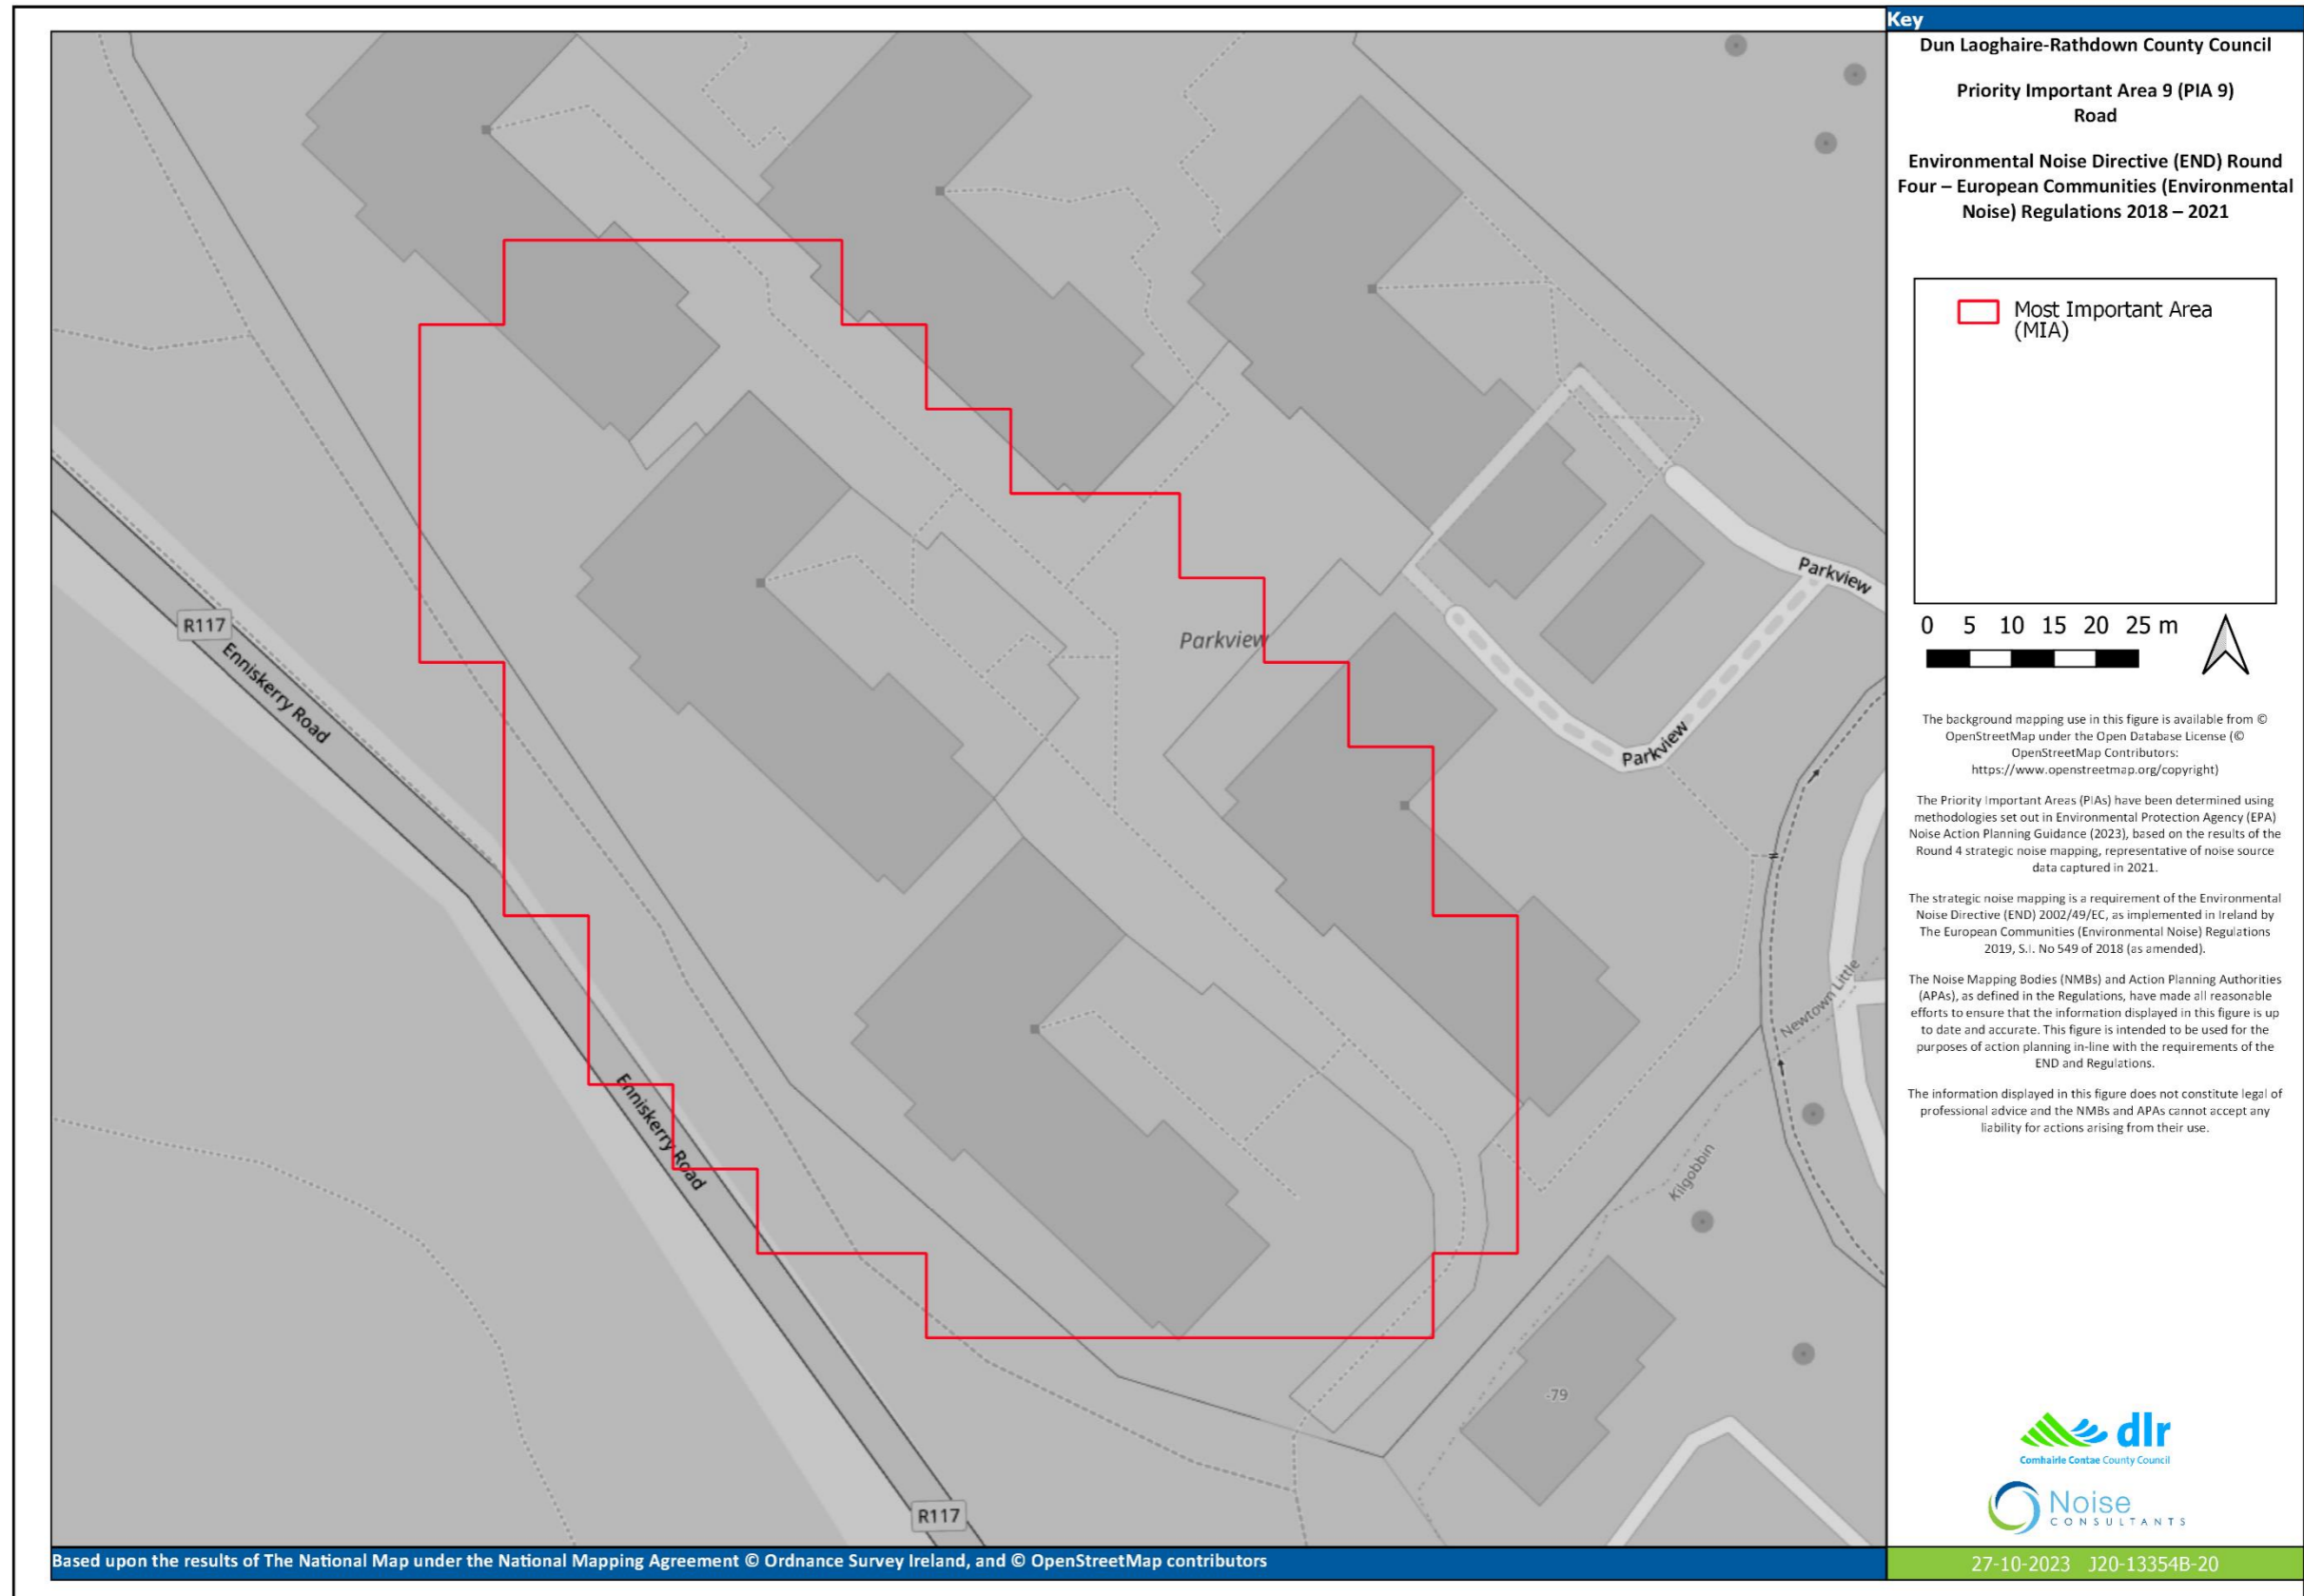 Key
Dun Laoghaire-Rathdown County Council
Priority Important Area 9 (PIA 9)
Road
Environmental Noise Directive (END) Round
Four – European Communities (Environmental
Noise) Regulations 2018 – 2021
Most Important Area
(MIA)
0 5 10 15 20 25 m
The background mapping use in this figure is available from ©
OpenStreetMap under the Open Database License (©
OpenStreetMap Contributors:
https://www.openstreetmap.org/copyright)
The Priority Important Areas (PIAs) have been determined using
methodologies set out in Environmental Protection Agency (EPA)
Noise Action Planning Guidance (2023), based on the results of the
Round 4 strategic noise mapping, representative of noise source
data captured in 2021.
The strategic noise mapping is a requirement of the Environmental
Noise Directive (END) 2002/49/EC, as implemented in Ireland by
The European Communities (Environmental Noise) Regulations
2019, S.I. No 549 of 2018 (as amended).
The Noise Mapping Bodies (NMBs) and Action Planning Authorities
(APAs), as defined in the Regulations, have made all reasonable
efforts to ensure that the information displayed in this figure is up
to date and accurate. This figure is intended to be used for the
purposes of action planning in-line with the requirements of the
END and Regulations.
The information displayed in this figure does not constitute legal of
professional advice and the NMBs and APAs cannot accept any
liability for actions arising from their use.
dlr
Comhairle Contae County Council
Noise
CONSULTANTS
27-10-2023 J20-13354B-20
Parkview
R117
Enniskerry Road
Parkview
Parkview
Newtown Little
Enniskerry Road
Kilgobbin
-79
R117
Based upon the results of The National Map under the National Mapping Agreement © Ordnance Survey Ireland, and © OpenStreetMap contributors